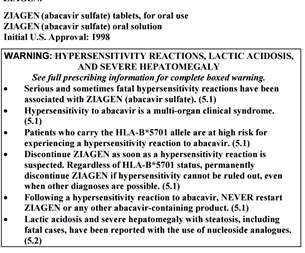 ZIAGEN (abacavir sulfate) tablets, for oral use
ZIAGEN (abacavir sulfate) oral solution
Initial U.S. Approval: 1998
WARNING: HYPERSENSITIVITY REACTIONS, LACTIC ACIDOSIS,
AND SEVERE HEPATOMEGALY
See full prescribing information for complete boxed warning.
• Serious and sometimes fatal hypersensitivity reactions have
been associated with ZIAGEN (abacavir sulfate). (5.1)
• Hypersensitivity to abacavir is a multi-organ clinical syndrome.
(5.1)
• Patients who carry the HLA-B*5701 allele are at high risk for
experiencing a hypersensitivity reaction to abacavir. (5.1)
• Discontinue ZIAGEN as soon as a hypersensitivity reaction is
suspected. Regardless of HLA-B*5701 status, permanently
discontinue ZIAGEN if hypersensitivity cannot be ruled out, even
when other diagnoses are possible. (5.1)
• Following a hypersensitivity reaction to abacavir, NEVER restart
ZIAGEN or any other abacavir-containing product. (5.1)
• Lactic acidosis and severe hepatomegaly with steatosis, including
fatal cases, have been reported with the use of nucleoside analogues.
(5.2)